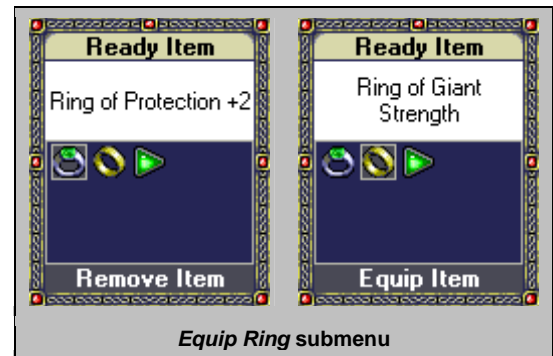 Ready Item
Ring of Protection +2
Remove Item
Ready Item
Ring of Giant
Strength
Equip Item
Equip Ring submenu